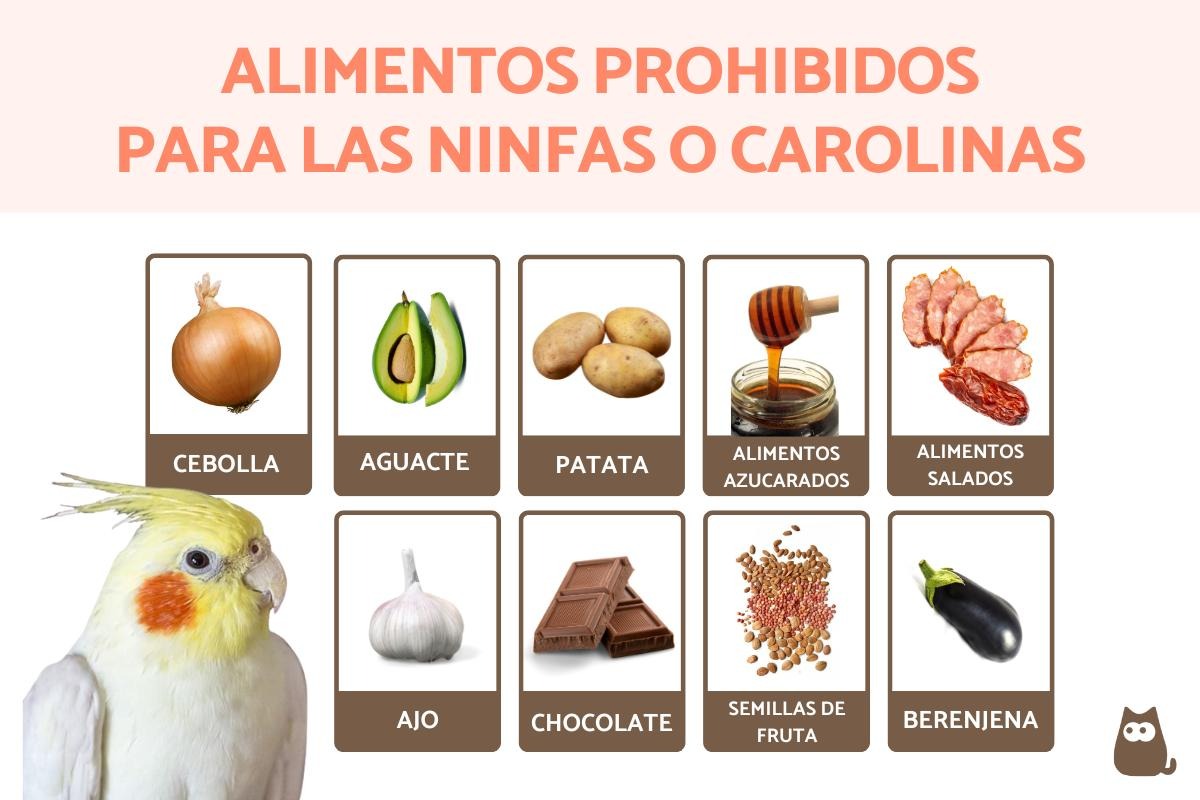 ALIMENTOS PROHIBIDOS
PARA LAS NINFAS O CAROLINAS
CEBOLLA
AGUACTE
PATATA
ALIMENTOS
AZUCARADOS
ALIMENTOS
SALADOS
AJO
CHOCOLATE
SEMILLAS DE
FRUTA
BERENJENA